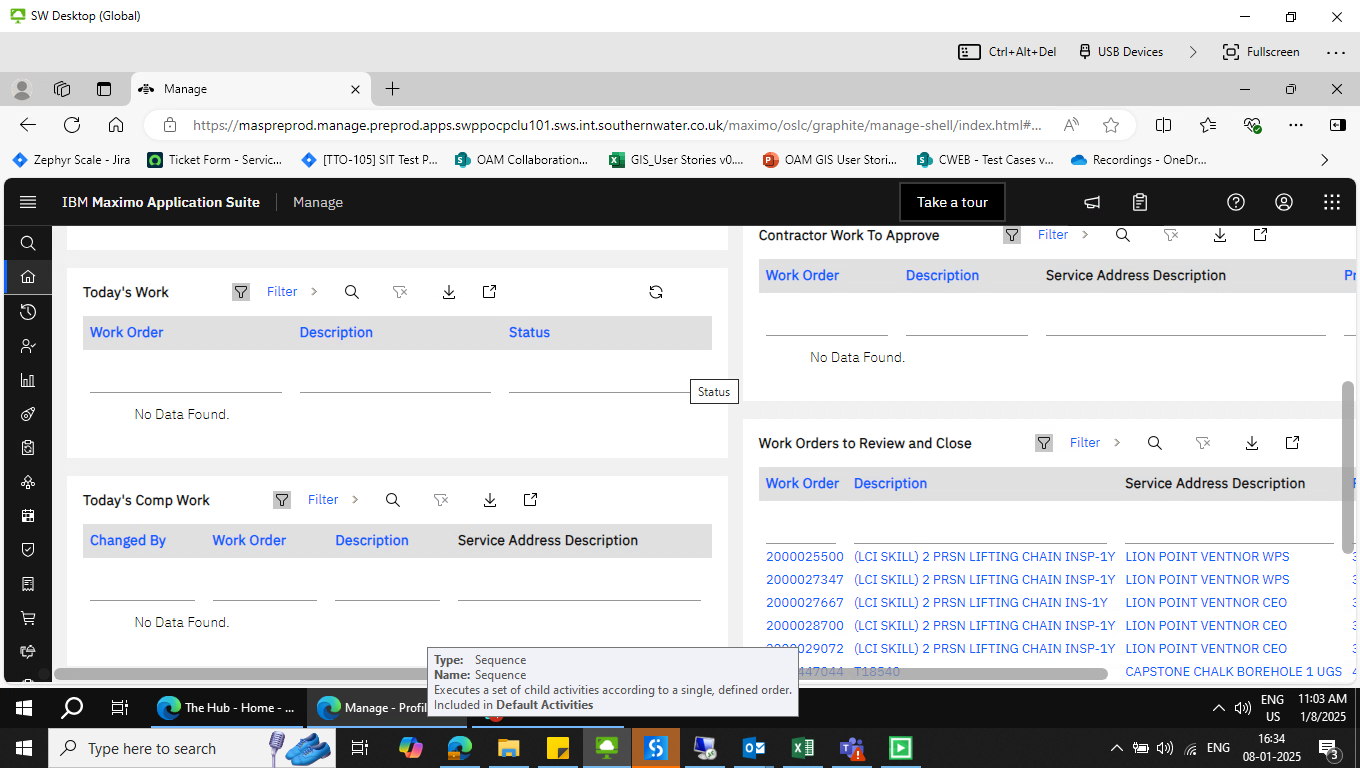 SW Desktop (Global)
Ctrl+Alt+Del
USB Devices
Fullscreen
Manage
https://maspreprod.manage.preprod.apps.swppocpclu101.sws.int.southernwater.co.uk/maximo/oslc/graphite/manage-shell/index.html#...
Zephyr Scale - Jira
Ticket Form - Servic...
[TTO-105] SIT Test P...
OAM Collaboration...
GIS_User Stories v0....
OAM GIS User Stori...
CWEB - Test Cases v...
Recordings - OneDr...
IBM Maximo Application Suite
Manage
Take a tour
Contractor Work To Approve
Filter
Work Order Description Service Address Description Pr
No Data Found.
Today's Work
Filter
Work Order Description Status
No Data Found.
Status
Work Orders to Review and Close
Filter
Work Order Description Service Address Description
2000025500 (LCI SKILL) 2 PRSN LIFTING CHAIN INSP-1Y LION POINT VENTNOR WPS
2000027347 (LCI SKILL) 2 PRSN LIFTING CHAIN INSP-1Y LION POINT VENTNOR WPS
2000027667 (LCI SKILL) 2 PRSN LIFTING CHAIN INS-1Y LION POINT VENTNOR CEO
2000028700 (LCI SKILL) 2 PRSN LIFTING CHAIN INSP-1Y LION POINT VENTNOR CEO
2000029072 (LCI SKILL) 2 PRSN LIFTING CHAIN INSP-1Y LION POINT VENTNOR CEO
447044 T18540 CAPSTONE CHALK BOREHOLE 1 UGS
Today's Comp Work
Filter
Changed By Work Order Description Service Address Description
No Data Found.
Type: Sequence
Name: Sequence
Executes a set of child activities according to a single, defined order.
Included in Default Activities
The Hub - Home - ...
Manage - Profil
ENG
US
11:03 AM
1/8/2025
Type here to search
ENG
16:34
08-01-2025
3